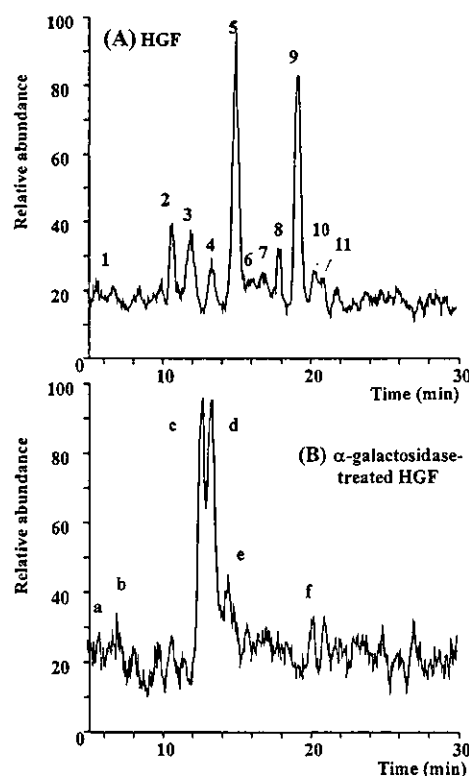 (A) HGF
Relative abundance
100
80
60
40
20
0
1
2
3
4
5
6
7
8
9
10
11
10
20
30
Time (min)
(B) α-galactosidase-
treated HGF
Relative abundance
100
80
60
40
20
a
b
c
d
e
f
10
20
30
Time (min)